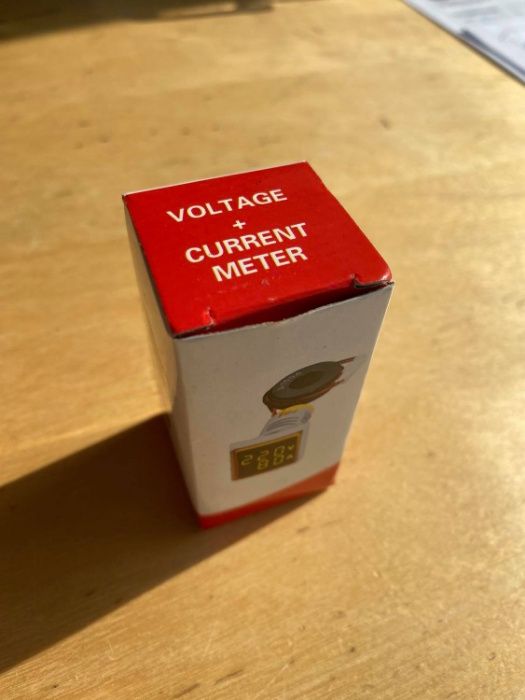 VOLTAGE
+
CURRENT
METER